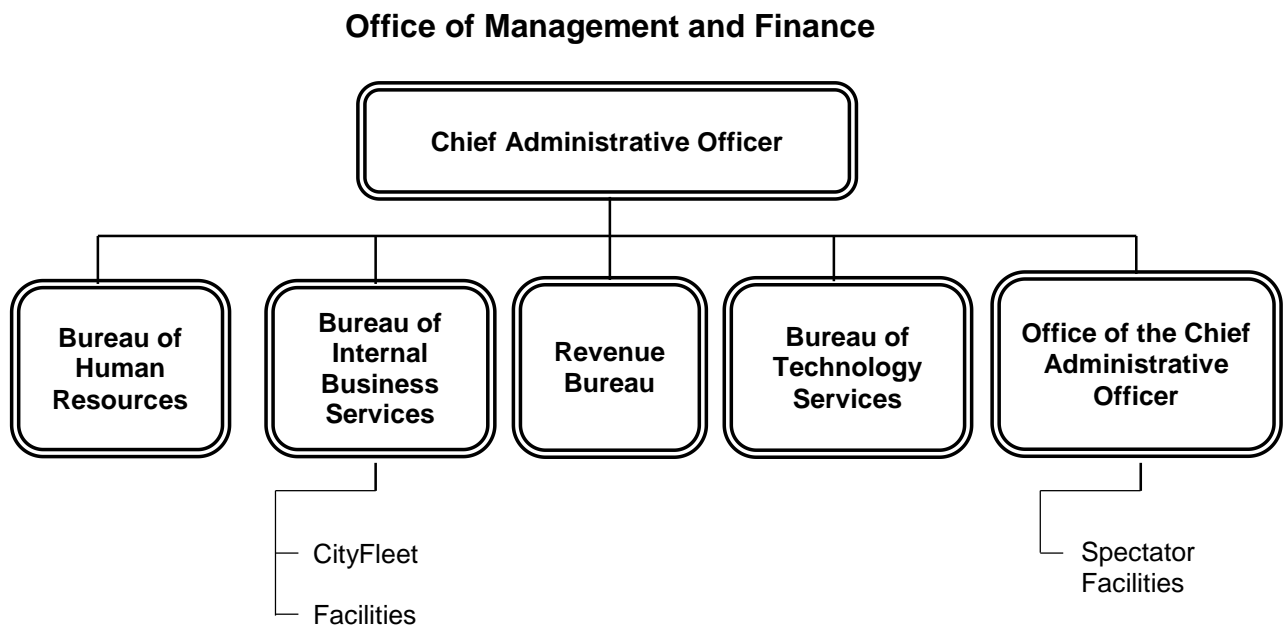 Office of Management and Finance
Chief Administrative Officer
Bureau of
Human
Resources
Bureau of
Internal
Business
Services
Revenue
Bureau
Bureau of
Technology
Services
Office of the Chief
Administrative
Officer
CityFleet
Facilities
Spectator
Facilities